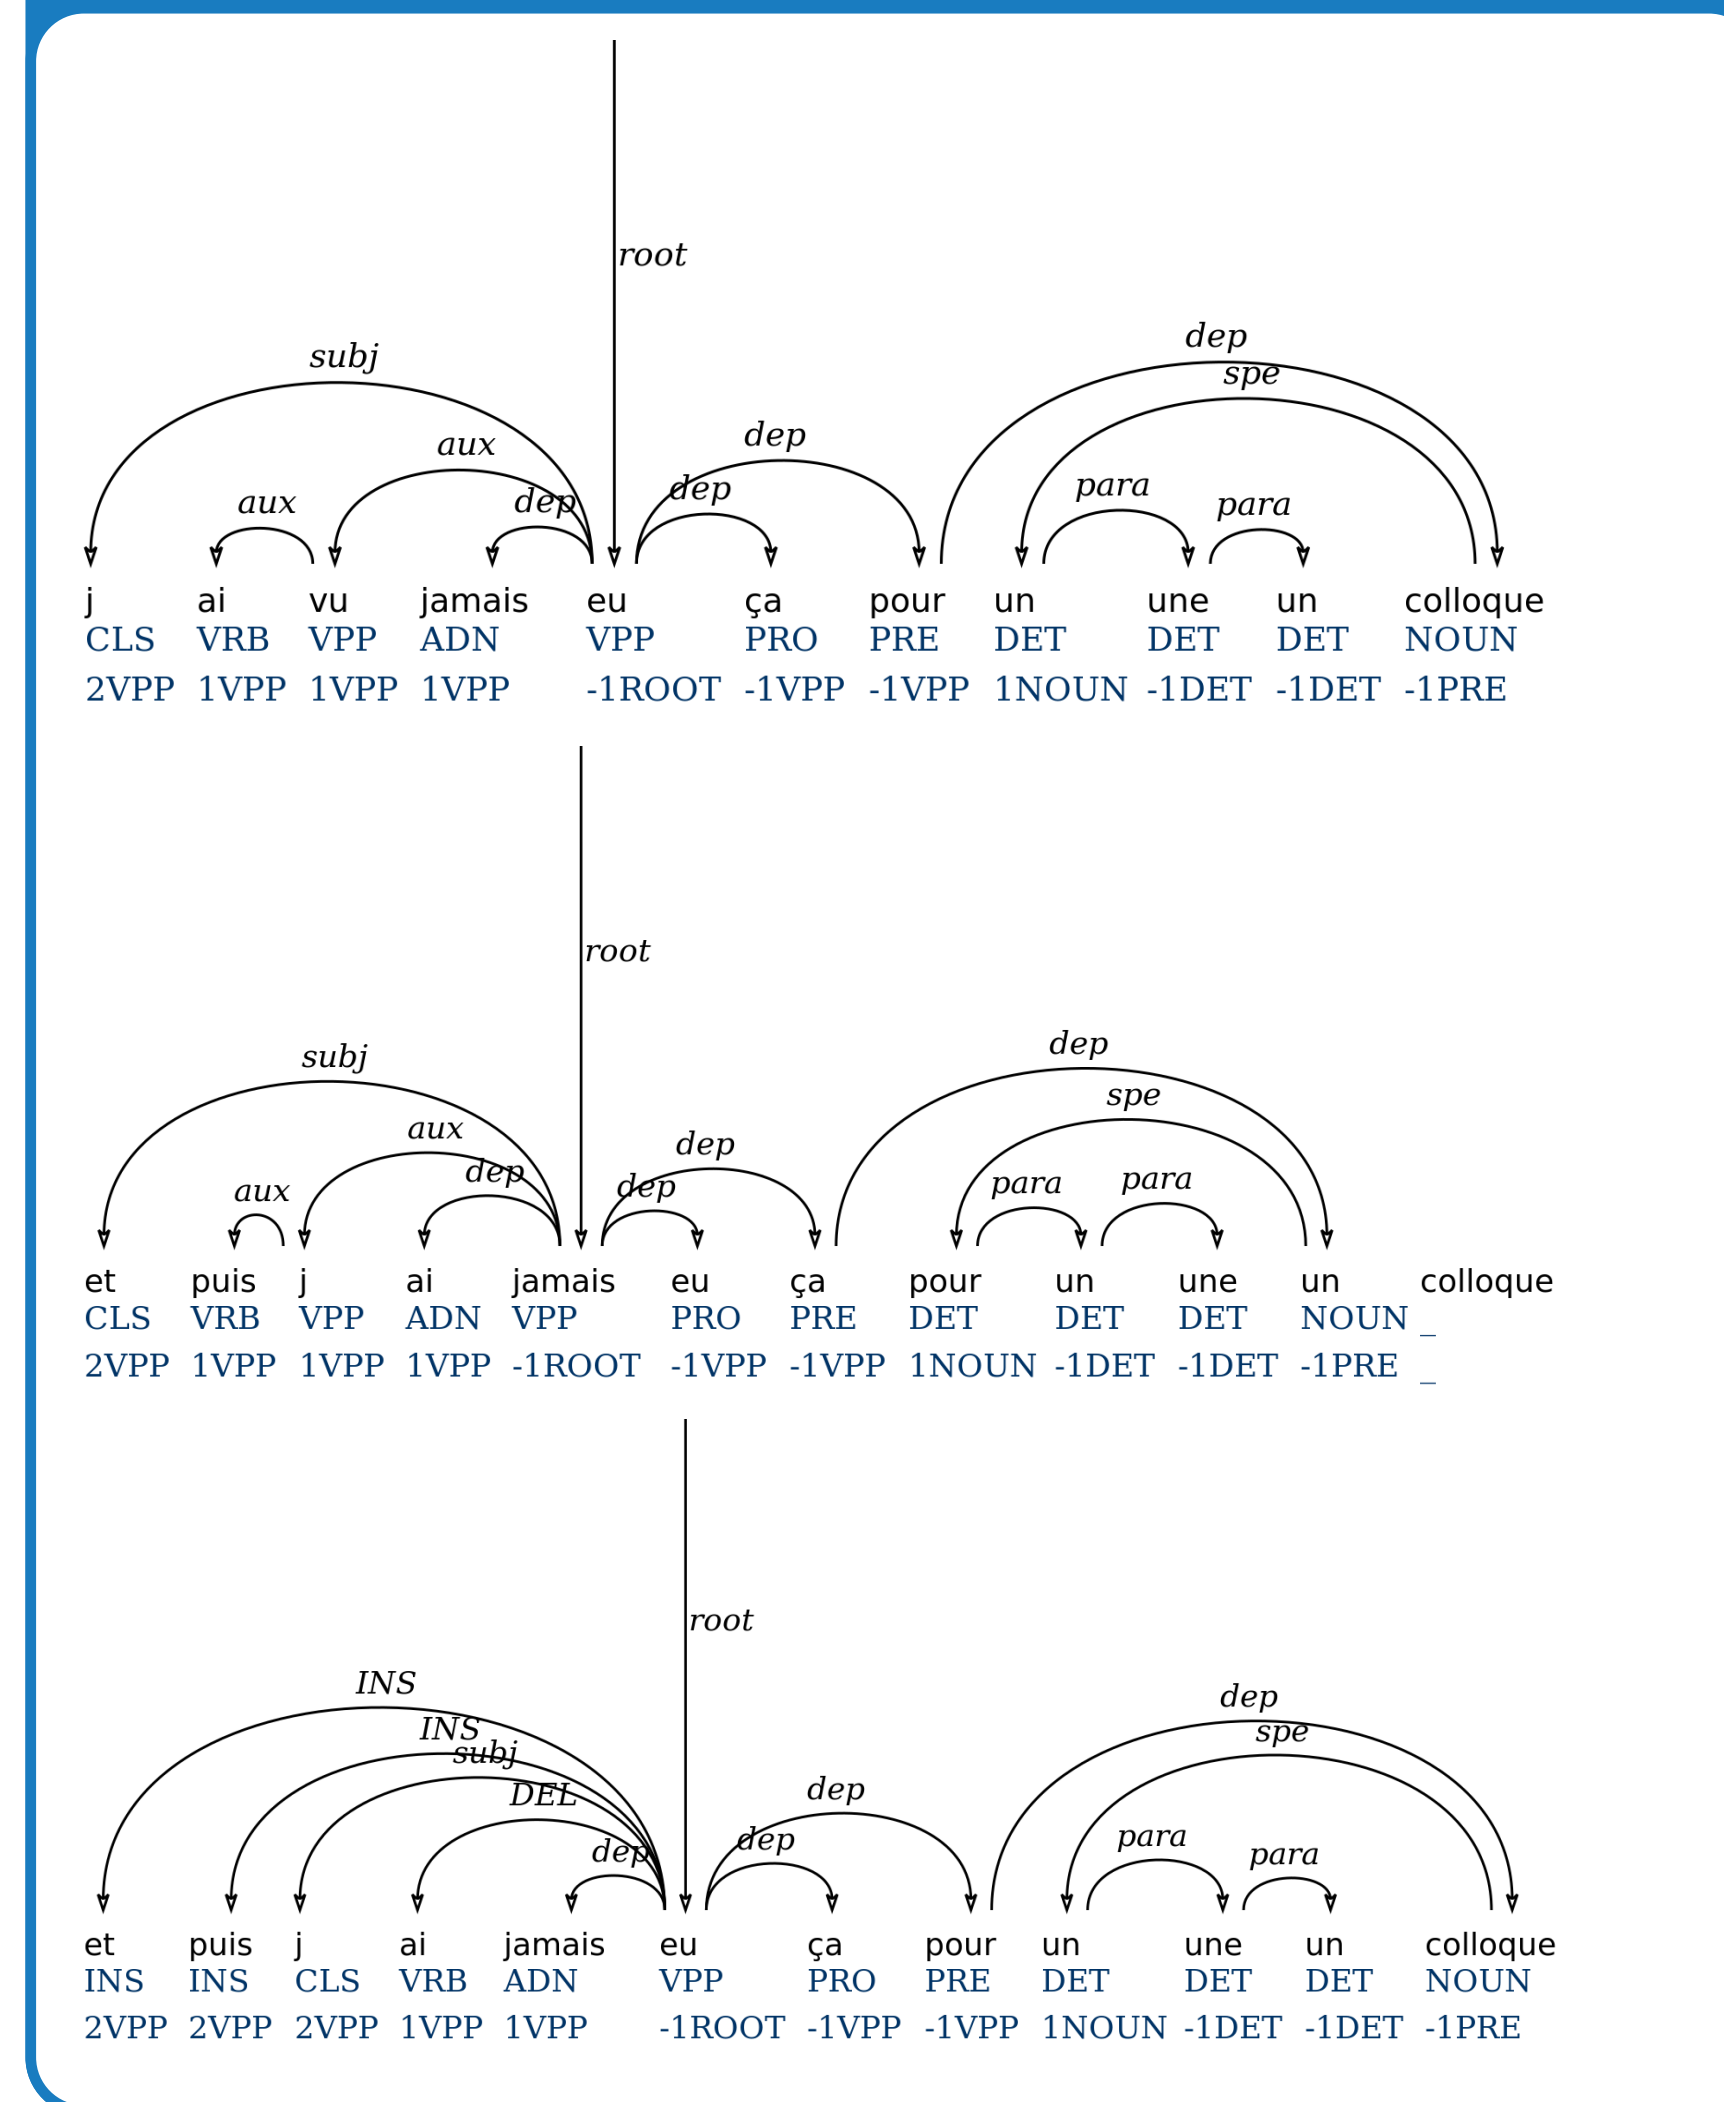 root
dep
subj
spe
dep
aux
dep
para
aux
dep
para
j ai vu jamais eu ça pour un une un colloque
CLS VRB VPP ADN VPP PRO PRE DET DET DET NOUN
2VPP 1VPP 1VPP 1VPP -1ROOT -1VPP -1VPP 1NOUN -1DET -1DET -1PRE
root
dep
subj
spe
aux
dep
dep
para
para
aux
dep
et puis j ai jamais eu ça pour un une un colloque
CLS VRB VPP ADN VPP PRO PRE DET DET DET NOUN _
2VPP 1VPP 1VPP 1VPP -1ROOT -1VPP -1VPP 1NOUN -1DET -1DET -1PRE _
root
INS
dep
INS
spe
subj
DEL
dep
para
dep
dep
para
et puis j ai jamais eu ça pour un une un colloque
INS INS CLS VRB ADN VPP PRO PRE DET DET DET NOUN
2VPP 2VPP 2VPP 1VPP 1VPP -1ROOT -1VPP -1VPP 1NOUN -1DET -1DET -1PRE